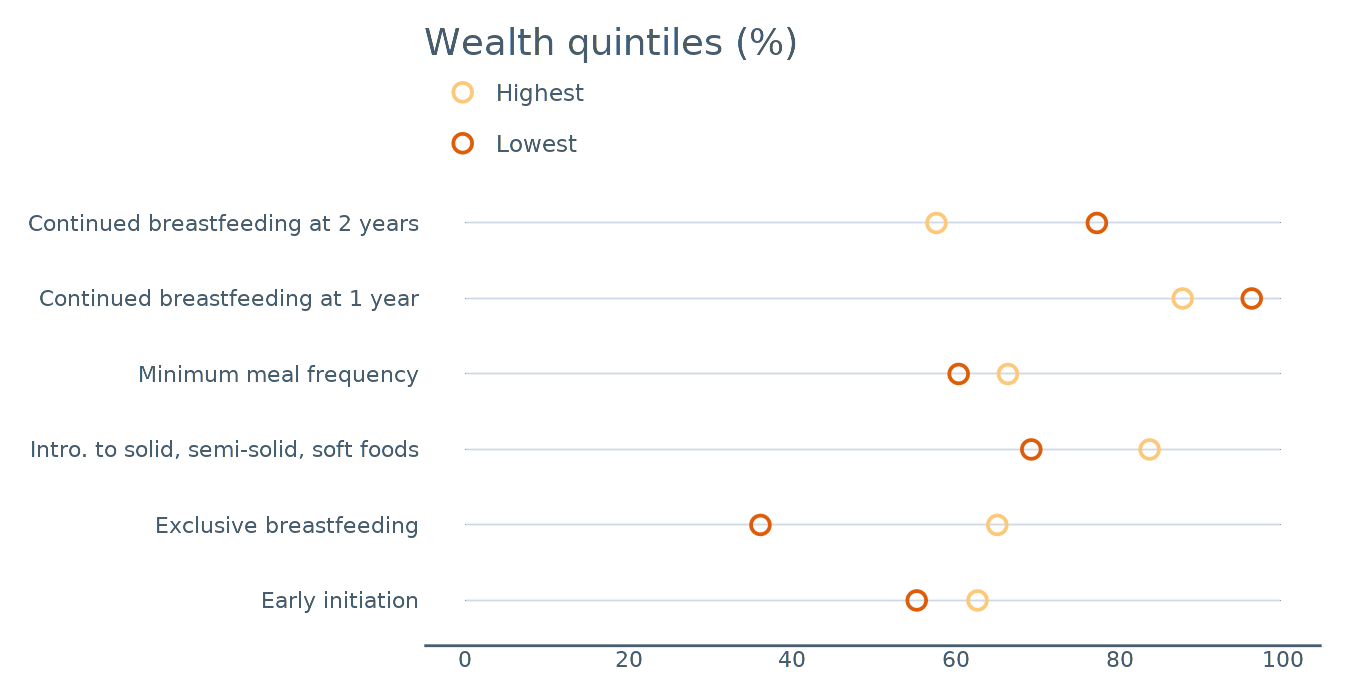 Wealth quintiles (%)
Highest
Lowest
Continued breastfeeding at 2 years
Continued breastfeeding at 1 year
Minimum meal frequency
Intro. to solid, semi-solid, soft foods
Exclusive breastfeeding
Early initiation
0 20 40 60 80 100